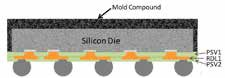 Mold Compound
Silicon Die
PSV1
RDL1
PSV2